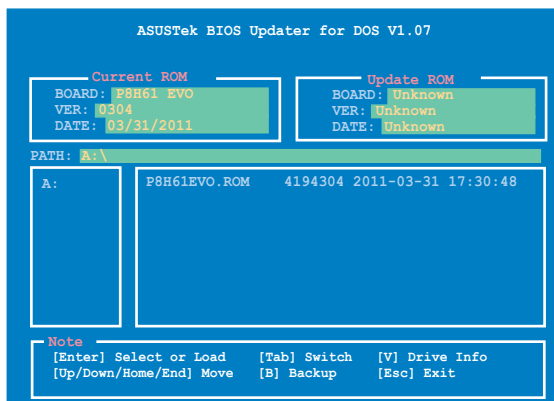 ASUSTek BIOS Updater for DOS V1.07
Current ROM
BOARD: P8H61 EVO
VER: 0304
DATE: 03/31/2011
Update ROM
BOARD: Unknown
VER: Unknown
DATE: Unknown
PATH: A:\
A:
P8H61EVO.ROM 4194304 2011-03-31 17:30:48
Note
[Enter] Select or Load [Tab] Switch [V] Drive Info
[Up/Down/Home/End] Move [B] Backup [Esc] Exit